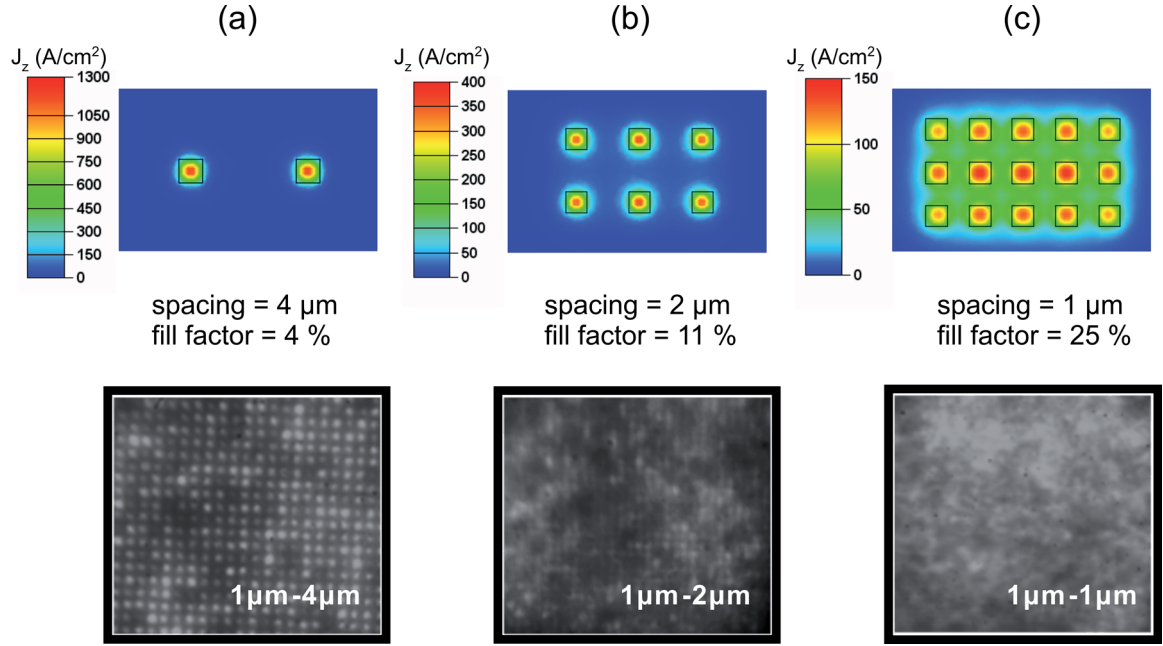 (a)
(b)
(c)
J_z (A/cm²)
1300
1050
900
750
600
450
300
150
0
J_z (A/cm²)
400
350
300
250
200
150
100
50
0
J_z (A/cm²)
150
100
50
0
spacing = 4 µm
fill factor = 4 %
spacing = 2 µm
fill factor = 11 %
spacing = 1 µm
fill factor = 25 %
1µm-4µm
1µm-2µm
1µm-1µm